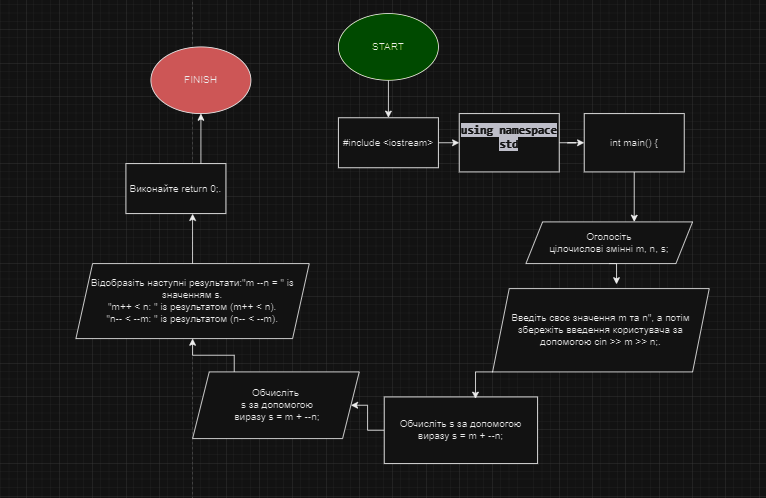 START
FINISH
#include <iostream>
using namespace
std
int main() {
Виконайте return 0;.
Оголосіть
цілочислові змінні m, n, s;
Відобразіть наступні результати:"m --n = " із
значенням s.
"m++ < n: " із результатом (m++ < n).
"n-- < --m: " із результатом (n-- < --m).
Введіть своє значення m та n", а потім
збережіть введення користувача за
допомогою cin >> m >> n;.
Обчисліть
s за допомогою
виразу s = m + --n;
Обчисліть s за допомогою
виразу s = m + --n;